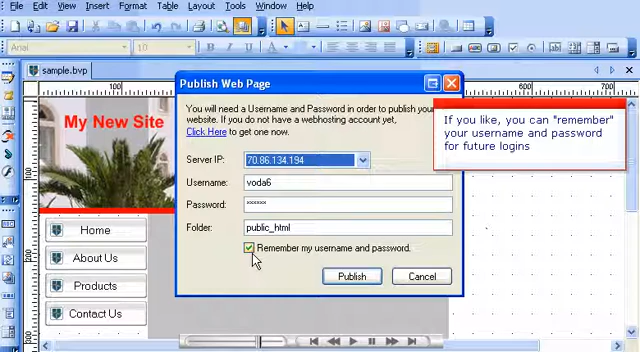 File Edit View Insert Format Tools Window Help
Arial 10 B I U
sample.bvp
100 300 400
My New Site
Home
About Us
Products
Contact Us
Publish Web Page
You will need a Username and Password in order to publish your
website. If you do not have a webhosting account yet,
Click Here to get one now.
Server IP: 70.86.134.194
Username: voda6
Password: ******
Folder: public_html
Remember my username and password.
Publish Cancel
If you like, you can "remember"
your username and password
for future logins